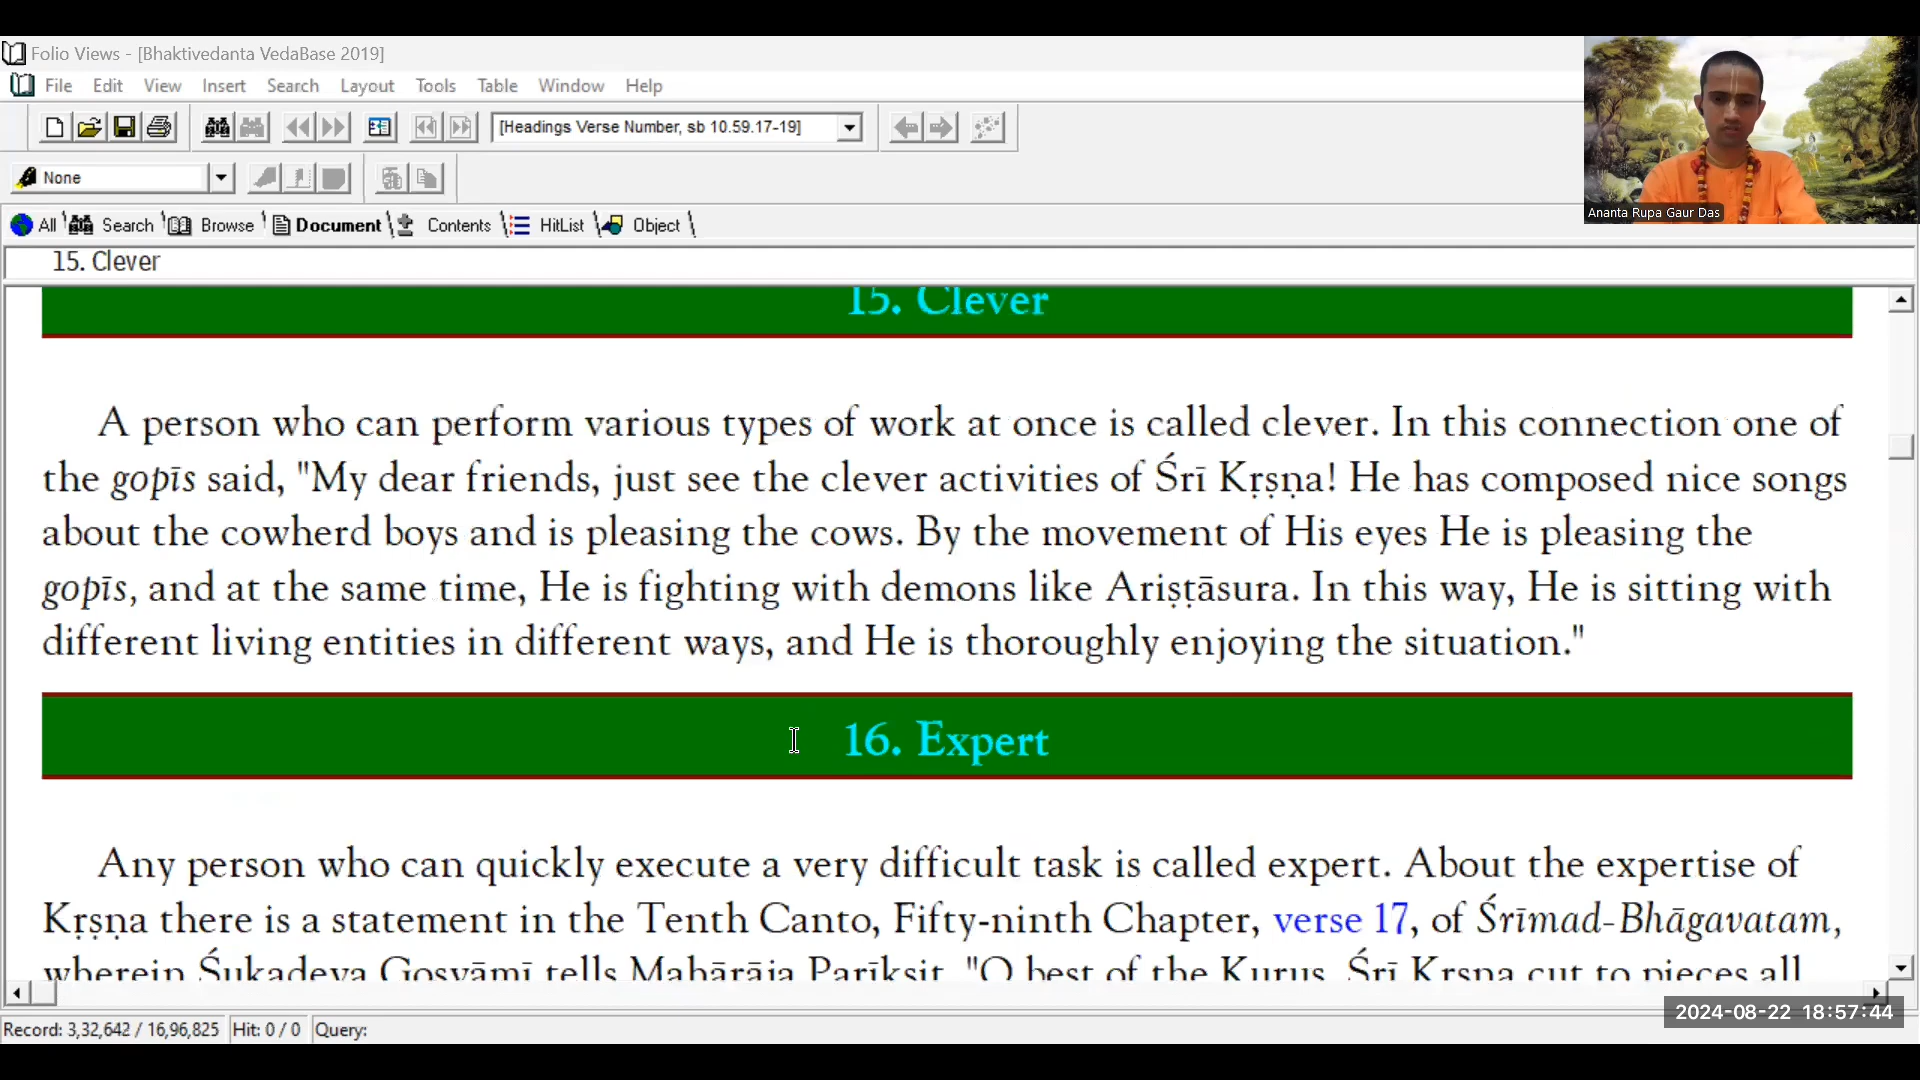 Folio Views - [Bhaktivedanta VedaBase 2019]
File Edit View Insert Search Layout Tools Table Window Help
[Headings Verse Number, sb 10.59.17-19]
None
Ananta Rupa Gaur Das
All Search Browse Document Contents HitList Object
15. Clever
15. Clever
A person who can perform various types of work at once is called clever. In this connection one of
the gopīs said, "My dear friends, just see the clever activities of Śrī Kṛṣṇa! He has composed nice songs
about the cowherd boys and is pleasing the cows. By the movement of His eyes He is pleasing the
gopīs, and at the same time, He is fighting with demons like Ariṣṭāsura. In this way, He is sitting with
different living entities in different ways, and He is thoroughly enjoying the situation."
16. Expert
Any person who can quickly execute a very difficult task is called expert. About the expertise of
Kṛṣṇa there is a statement in the Tenth Canto, Fifty-ninth Chapter, verse 17, of Śrīmad-Bhāgavatam,
wherein Śukadeva Gosvāmī tells Mahārāja Parīkṣit, "O best of the Kurus, Śrī Kṛṣṇa cut to pieces all
2024-08-22 18:57:44
Record: 3,32,642 / 16,96,825 Hit: 0 / 0 Query: